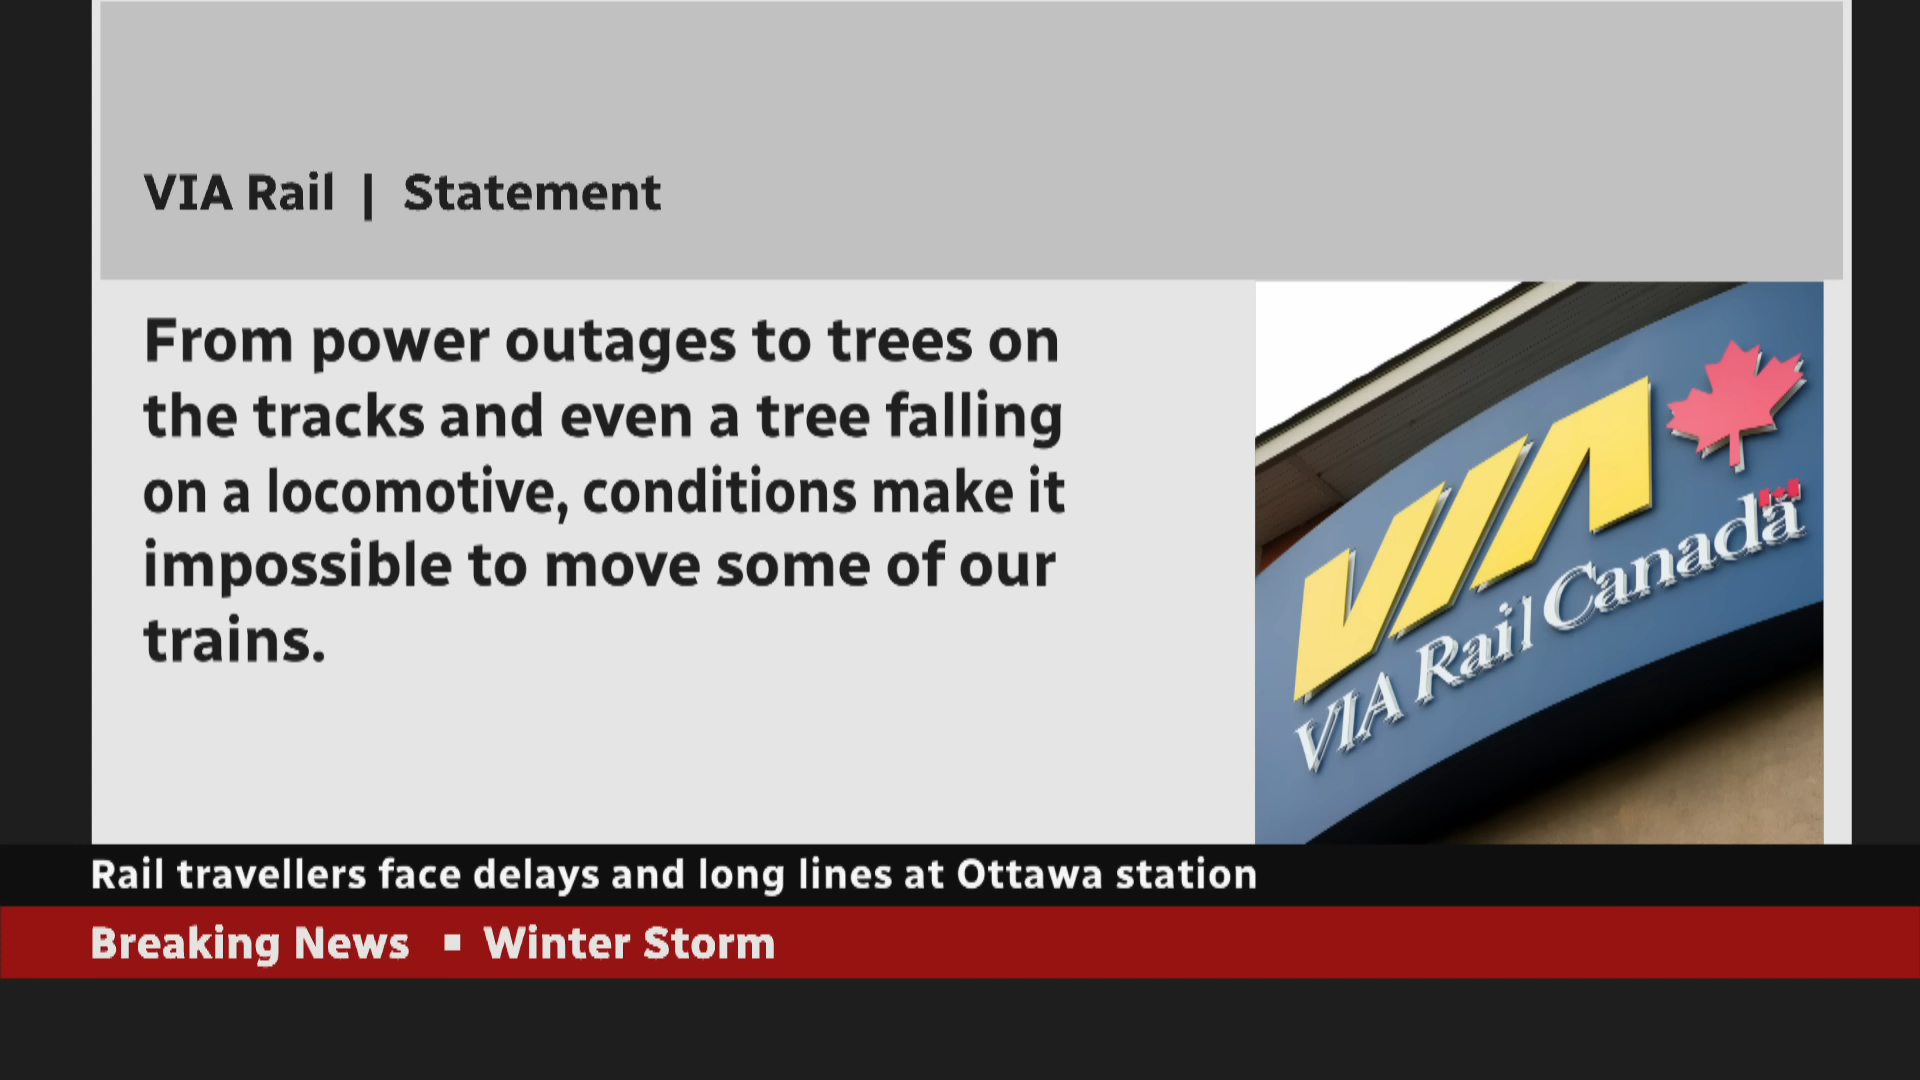 VIA Rail | Statement
From power outages to trees on
the tracks and even a tree falling
on a locomotive, conditions make it
impossible to move some of our
trains.
VIA
VIA Rail Canada
Rail travellers face delays and long lines at Ottawa station
Breaking News ▪ Winter Storm